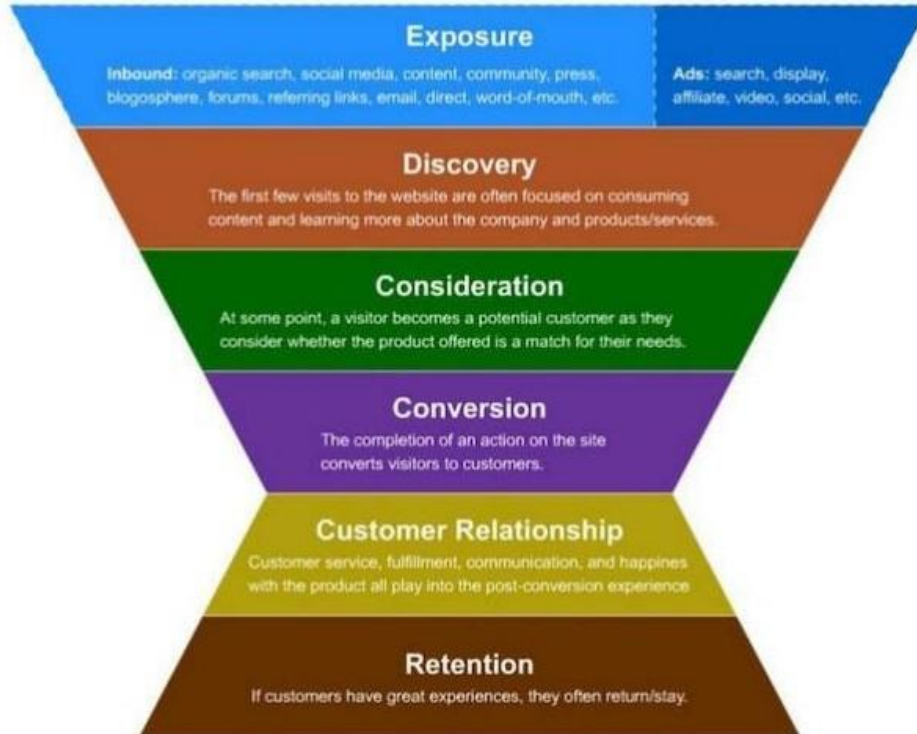 Exposure
Inbound: organic search, social media, content, community, press,
blogosphere, forums, referring links, email, direct, word-of-mouth, etc.
Ads: search, display,
affiliate, video, social, etc.
Discovery
The first few visits to the website are often focused on consuming
content and learning more about the company and products/services.
Consideration
At some point, a visitor becomes a potential customer as they
consider whether the product offered is a match for their needs.
Conversion
The completion of an action on the site
converts visitors to customers.
Customer Relationship
Customer service, fulfillment, communication, and happines
with the product all play into the post-conversion experience
Retention
If customers have great experiences, they often return/stay.